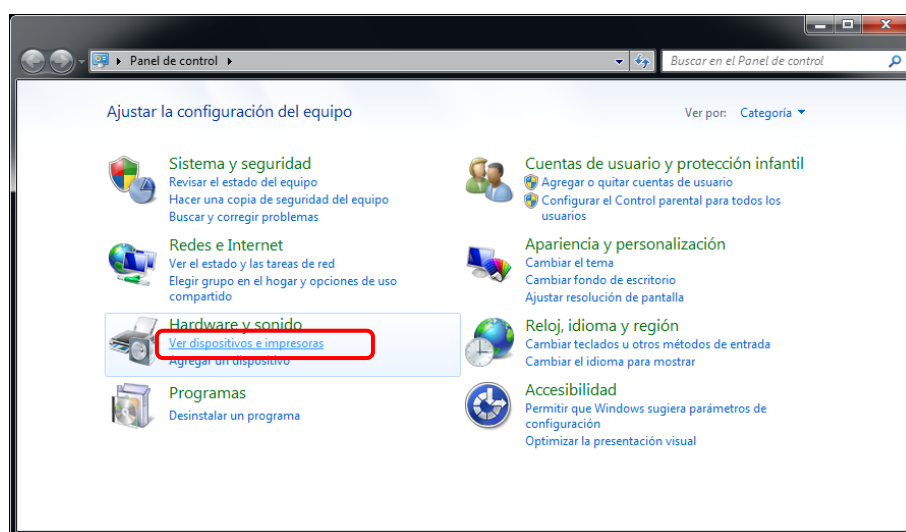 Panel de control
Buscar en el Panel de control
Ajustar la configuración del equipo
Ver por: Categoría
Sistema y seguridad
Revisar el estado del equipo
Hacer una copia de seguridad del equipo
Buscar y corregir problemas
Redes e Internet
Ver el estado y las tareas de red
Elegir grupo en el hogar y opciones de uso
compartido
Hardware y sonido
Ver dispositivos e impresoras
Agregar un dispositivo
Programas
Desinstalar un programa
Cuentas de usuario y protección infantil
Agregar o quitar cuentas de usuario
Configurar el Control parental para todos los
usuarios
Apariencia y personalización
Cambiar el tema
Cambiar fondo de escritorio
Ajustar resolución de pantalla
Reloj, idioma y región
Cambiar teclados u otros métodos de entrada
Cambiar el idioma para mostrar
Accesibilidad
Permitir que Windows sugiera parámetros de
configuración
Optimizar la presentación visual